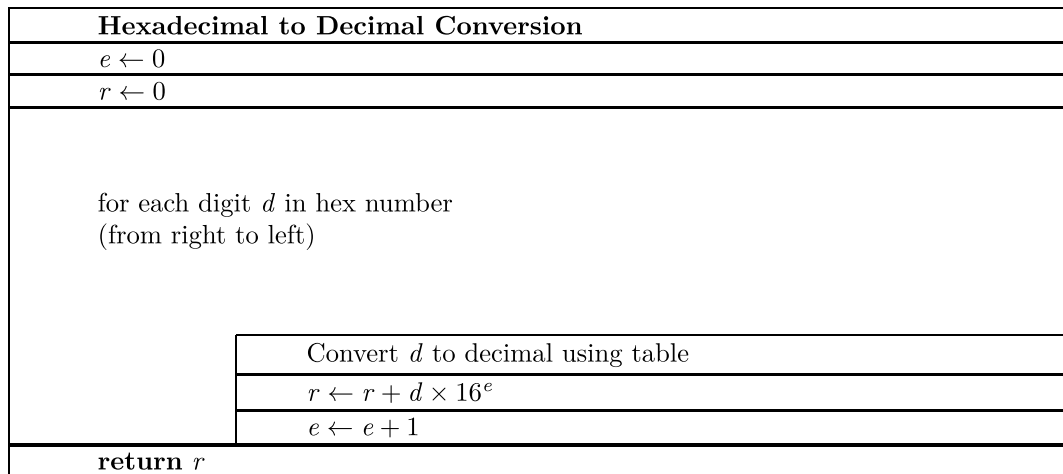 Hexadecimal to Decimal Conversion
e ← 0
r ← 0
for each digit d in hex number
(from right to left)
Convert d to decimal using table
r ← r + d × 16^e
e ← e + 1
return r